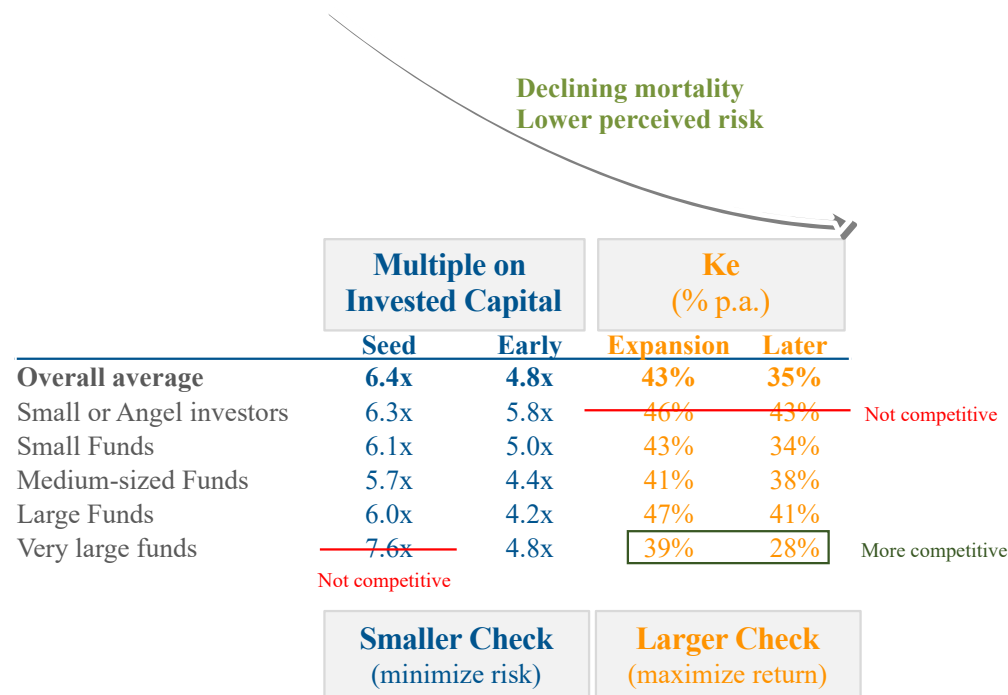 Declining mortality
Lower perceived risk
Multiple on
Invested Capital
Ke
(% p.a.)
Seed Early Expansion Later
Overall average 6.4x 4.8x 43% 35%
Small or Angel investors 6.3x 5.8x 46% 43% Not competitive
Small Funds 6.1x 5.0x 43% 34%
Medium-sized Funds 5.7x 4.4x 41% 38%
Large Funds 6.0x 4.2x 47% 41%
Very large funds 7.6x 4.8x 39% 28% More competitive
Not competitive
Smaller Check
(minimize risk)
Larger Check
(maximize return)